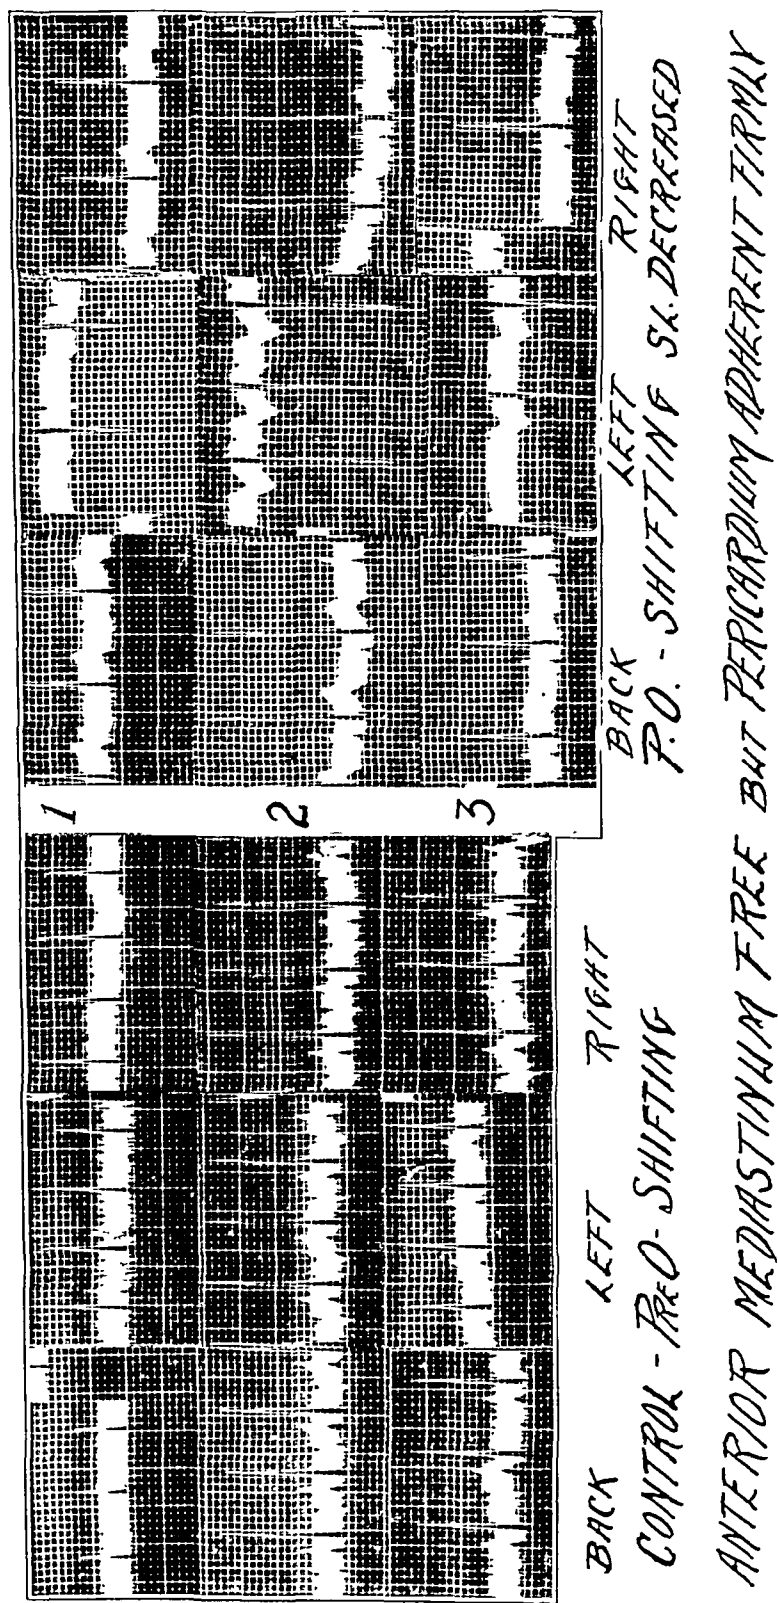 1
2
3
BACK LEFT RIGHT
CONTROL - PRE O - SHIFTING
BACK LEFT RIGHT
P.O. - SHIFTING SL. DECREASED
ANTERIOR MEDIASTINUM FREE BUT PERICARDIUM ADHERENT FIRMLY